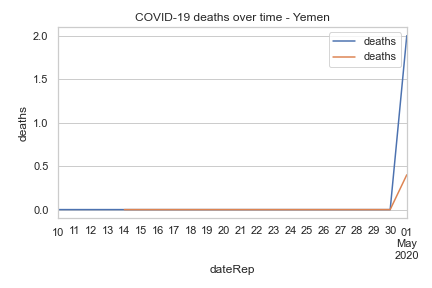 COVID-19 deaths over time - Yemen
deaths
deaths
2.0
1.5
1.0
0.5
0.0
deaths
10 11 12 13 14 15 16 17 18 19 20 21 22 23 24 25 26 27 28 29 30 01
May
2020
dateRep